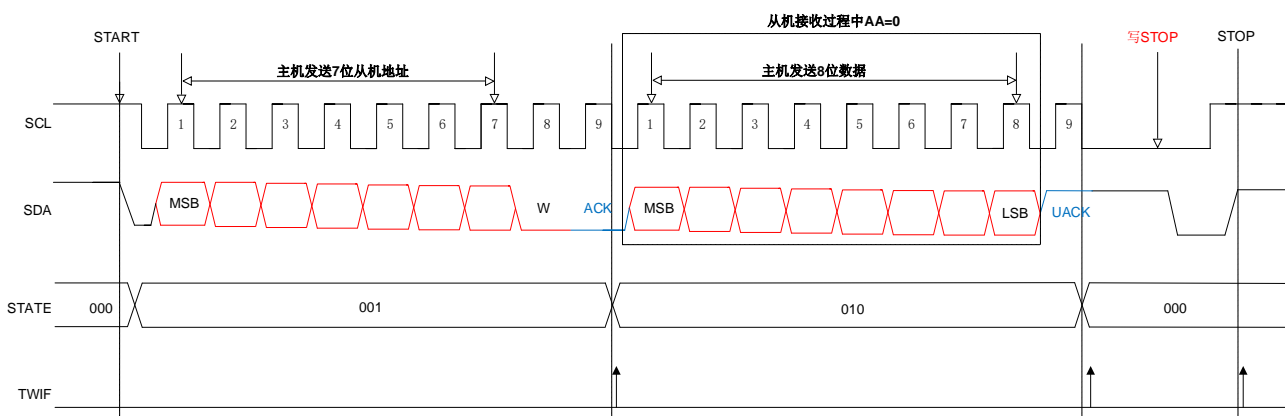 从机接收过程中AA=0
START
写STOP
STOP
主机发送7位从机地址
主机发送8位数据
SCL
1 2 3 4 5 6 7 8 9 1 2 3 4 5 6 7 8 9
SDA
MSB W ACK MSB LSB UACK
STATE 000 001 010 000
TWIF